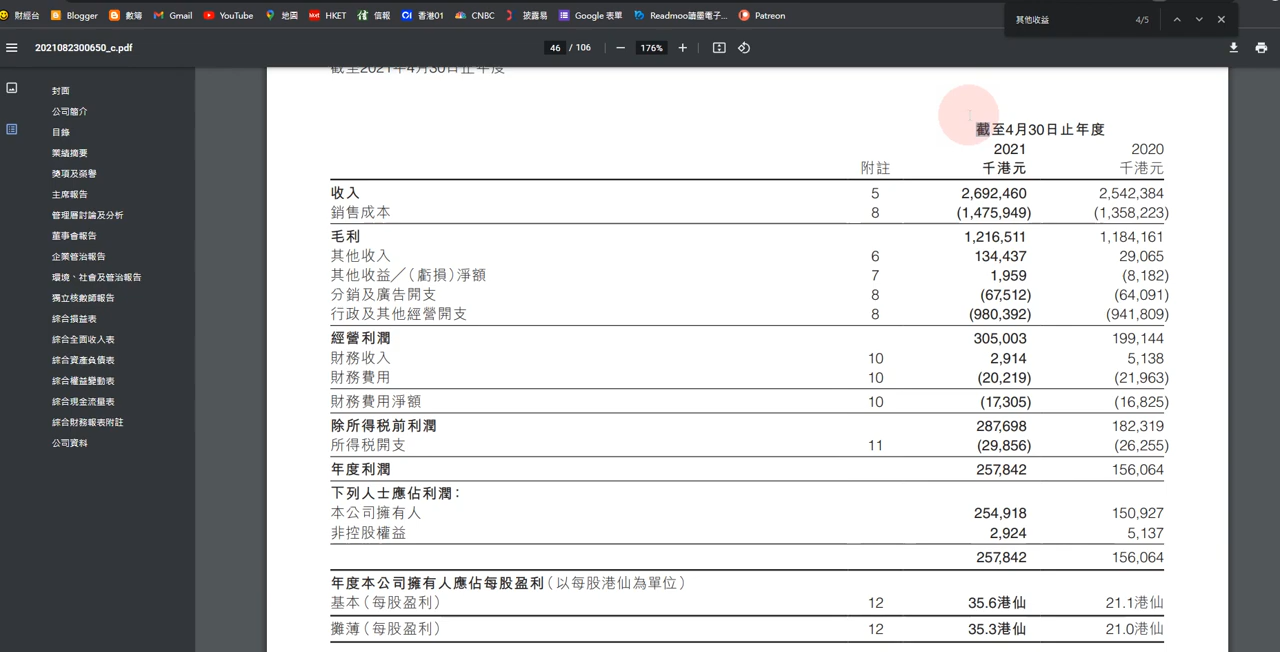 財經台 Blogger 數簿 Gmail YouTube 地圖 HKET 信報 香港01 CNBC 披露易 Google 表單 Readmoo讀墨電子... Patreon
其他收益 4/5
2021082300650_c.pdf 46 / 106 176%
封面
公司簡介
目錄
業績摘要
獎項及榮譽
主席報告
管理層討論及分析
董事會報告
企業管治報告
環境、社會及管治報告
獨立核數師報告
綜合損益表
綜合全面收入表
綜合資產負債表
綜合權益變動表
綜合現金流量表
綜合財務報表附註
公司資料
截至2021年4月30日止年度
截至4月30日止年度
2021 2020
附註 千港元 千港元
收入 5 2,692,460 2,542,384
銷售成本 8 (1,475,949) (1,358,223)
毛利 1,216,511 1,184,161
其他收入 6 134,437 29,065
其他收益╱(虧損)淨額 7 1,959 (8,182)
分銷及廣告開支 8 (67,512) (64,091)
行政及其他經營開支 8 (980,392) (941,809)
經營利潤 305,003 199,144
財務收入 10 2,914 5,138
財務費用 10 (20,219) (21,963)
財務費用淨額 10 (17,305) (16,825)
除所得税前利潤 287,698 182,319
所得税開支 11 (29,856) (26,255)
年度利潤 257,842 156,064
下列人士應佔利潤：
本公司擁有人 254,918 150,927
非控股權益 2,924 5,137
257,842 156,064
年度本公司擁有人應佔每股盈利(以每股港仙為單位)
基本(每股盈利) 12 35.6港仙 21.1港仙
攤薄(每股盈利) 12 35.3港仙 21.0港仙